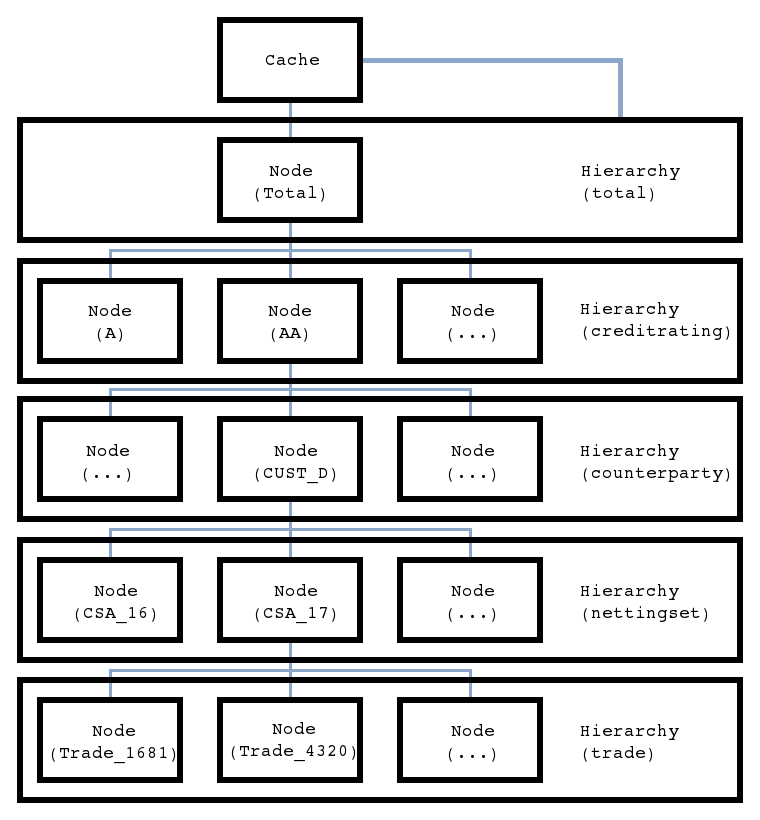 Cache
Node
(Total)
Hierarchy
(total)
Node
(A)
Node
(AA)
Node
(...)
Hierarchy
(creditrating)
Node
(...)
Node
(CUST_D)
Node
(...)
Hierarchy
(counterparty)
Node
(CSA_16)
Node
(CSA_17)
Node
(...)
Hierarchy
(nettingset)
Node
(Trade_1681)
Node
(Trade_4320)
Node
(...)
Hierarchy
(trade)